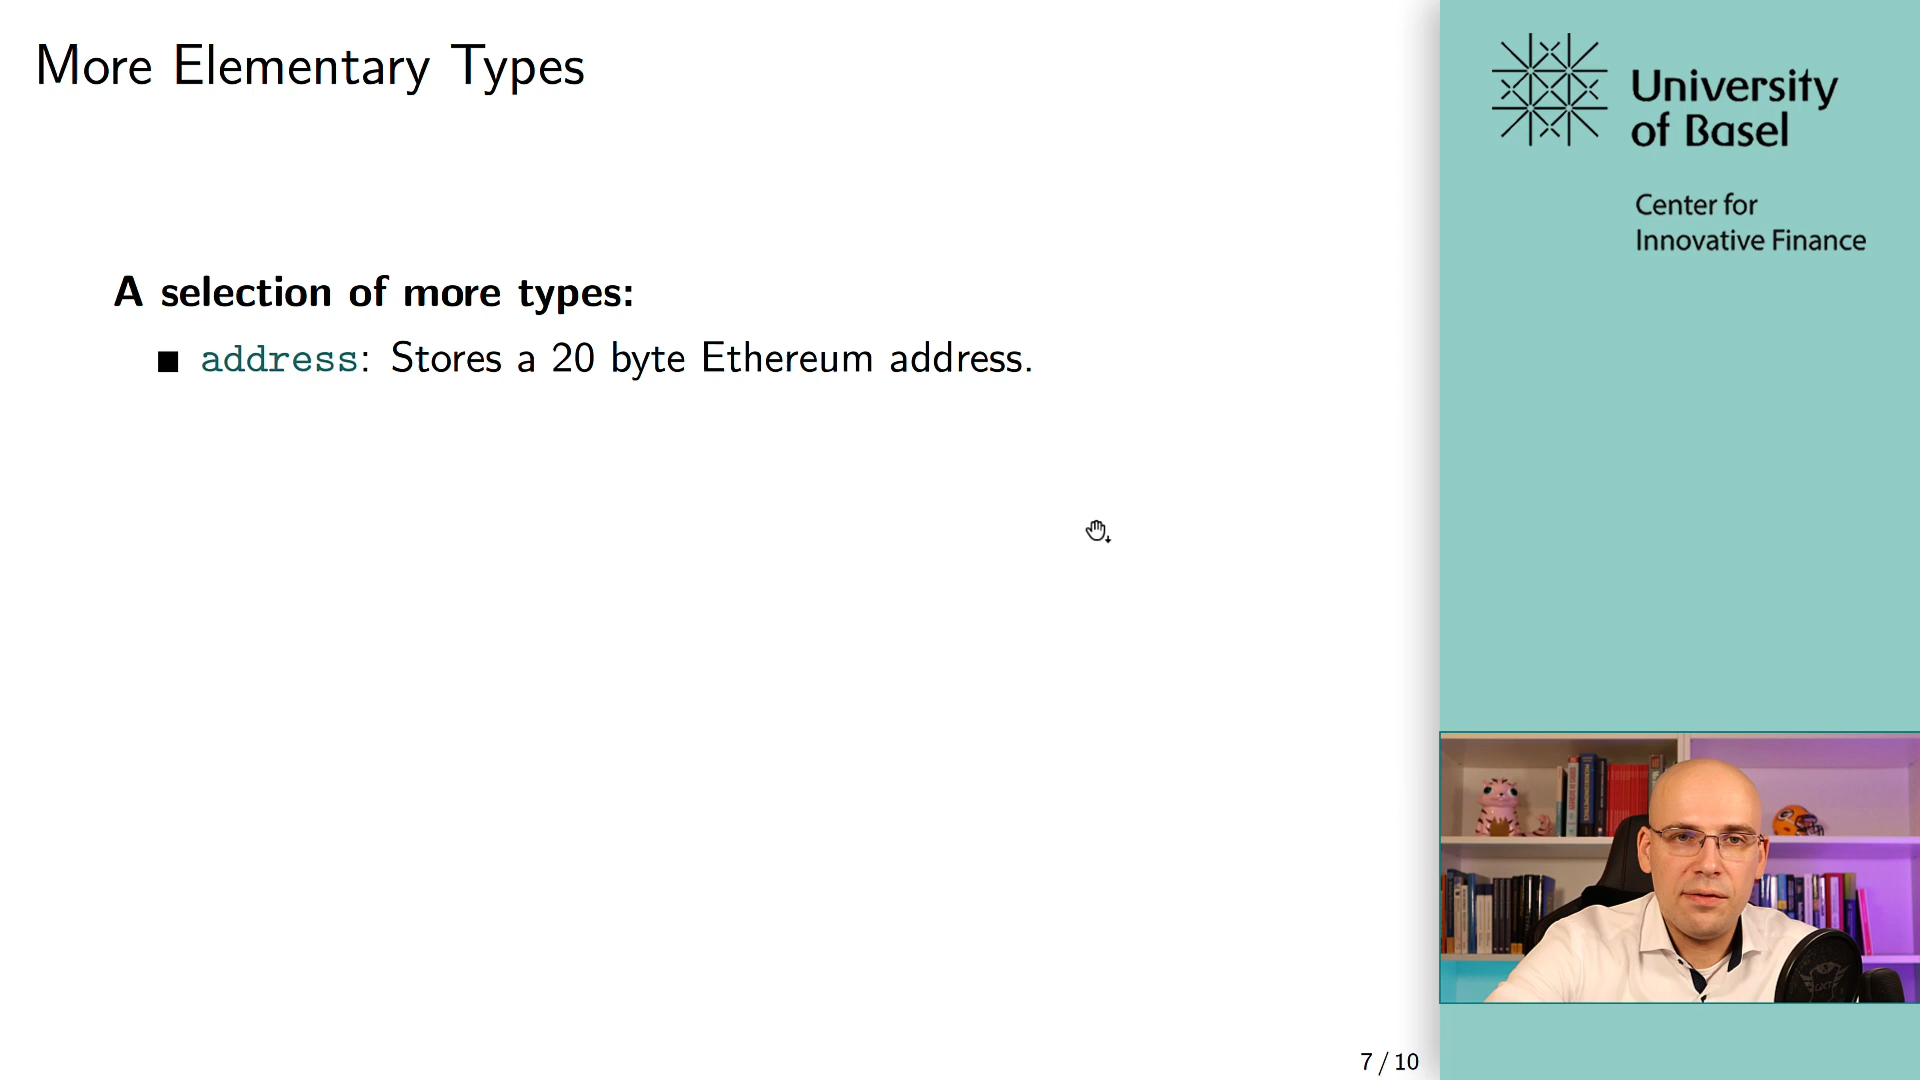 More Elementary Types
A selection of more types:
address: Stores a 20 byte Ethereum address.
7 / 10
University
of Basel
Center for
Innovative Finance